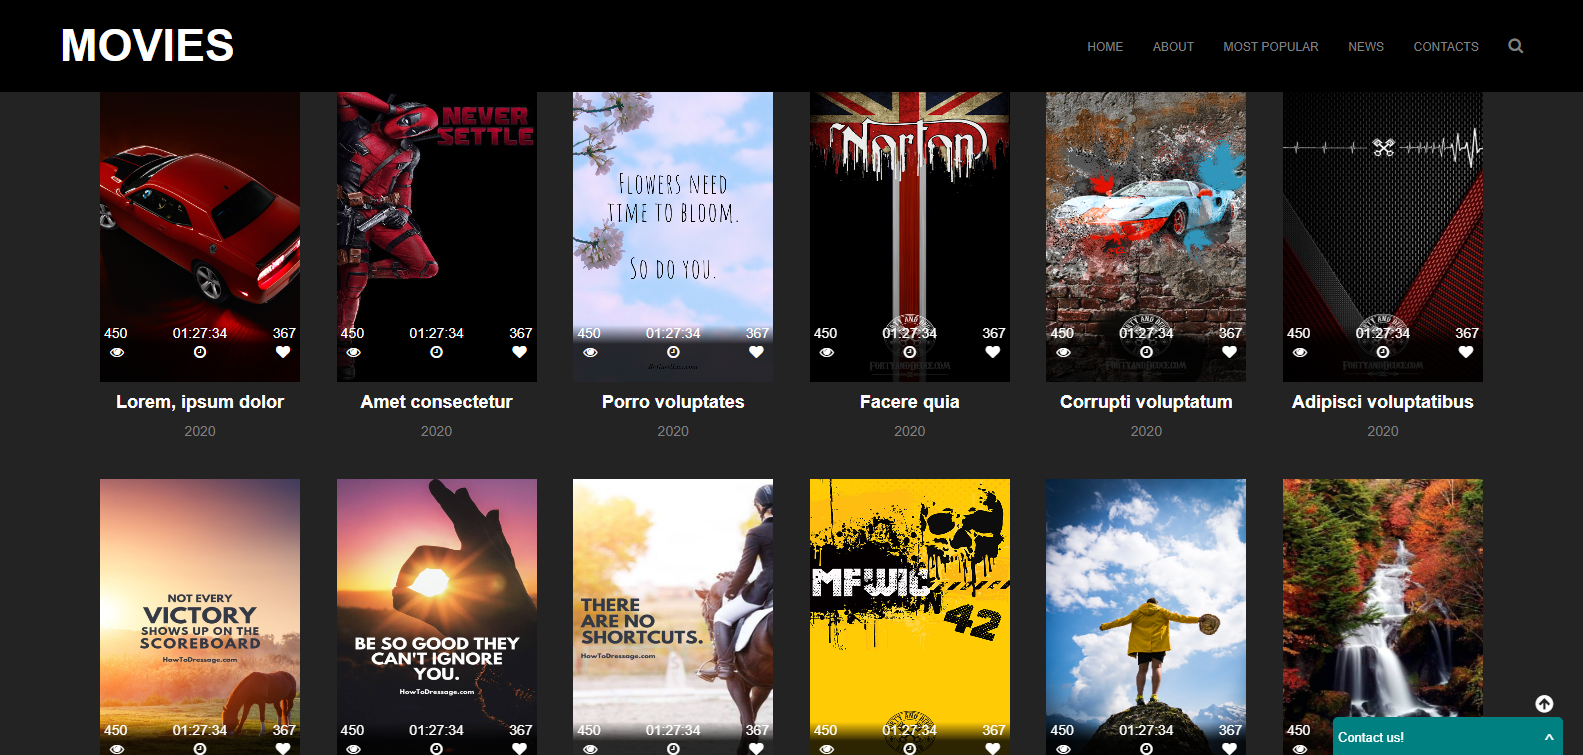 MOVIES
HOME ABOUT MOST POPULAR NEWS CONTACTS
NEVER
SETTLE
FLOWERS NEED
TIME TO BLOOM.
SO DO YOU.
Norton
450 01:27:34 367
450 01:27:34 367
450 01:27:34 367
450 01:27:34 367
450 01:27:34 367
450 01:27:34 367
FORTYANDDEUCE.COM
FORTYANDDEUCE.COM
FORTYANDDEUCE.COM
Lorem, ipsum dolor
2020
Amet consectetur
2020
Porro voluptates
2020
Facere quia
2020
Corrupti voluptatum
2020
Adipisci voluptatibus
2020
NOT EVERY
VICTORY
SHOWS UP ON THE
SCOREBOARD
HowToDressage.com
BE SO GOOD THEY
CAN'T IGNORE
YOU.
HowToDressage.com
THERE
ARE NO
SHORTCUTS.
HowToDressage.com
MFWIC
42
450 01:27:34 367
450 01:27:34 367
450 01:27:34 367
450 01:27:34 367
450 01:27:34 367
450
Contact us! ^